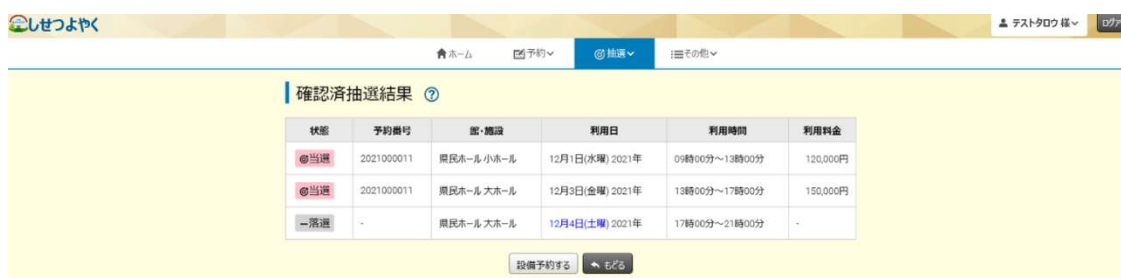 しせつよやく
テストタロウ 様
ホーム 予約 抽選 その他
確認済抽選結果 ?
状態 予約番号 館・施設 利用日 利用時間 利用料金
当選 2021000011 県民ホール 小ホール 12月1日(水曜) 2021年 09時00分～13時00分 120,000円
当選 2021000011 県民ホール 大ホール 12月3日(金曜) 2021年 13時00分～17時00分 150,000円
落選 - 県民ホール 大ホール 12月4日(土曜) 2021年 17時00分～21時00分 -
設備予約する もどる